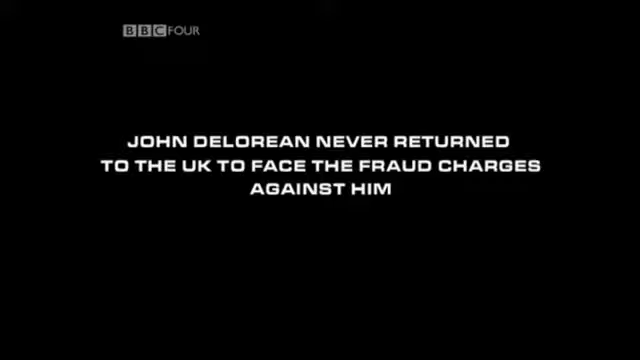 BBC FOUR
JOHN DELOREAN NEVER RETURNED
TO THE UK TO FACE THE FRAUD CHARGES
AGAINST HIM